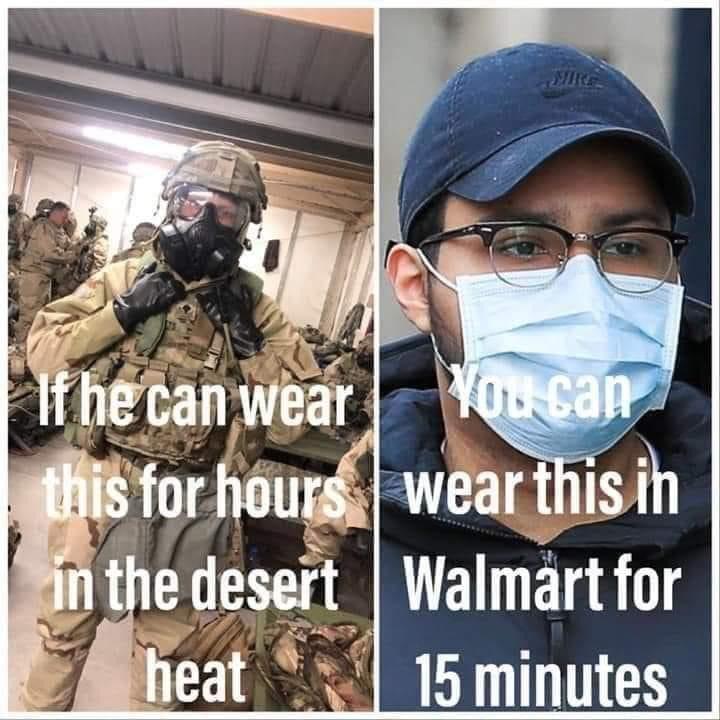 If he can wear
this for hours
in the desert
heat
NIKE
You can
wear this in
Walmart for
15 minutes